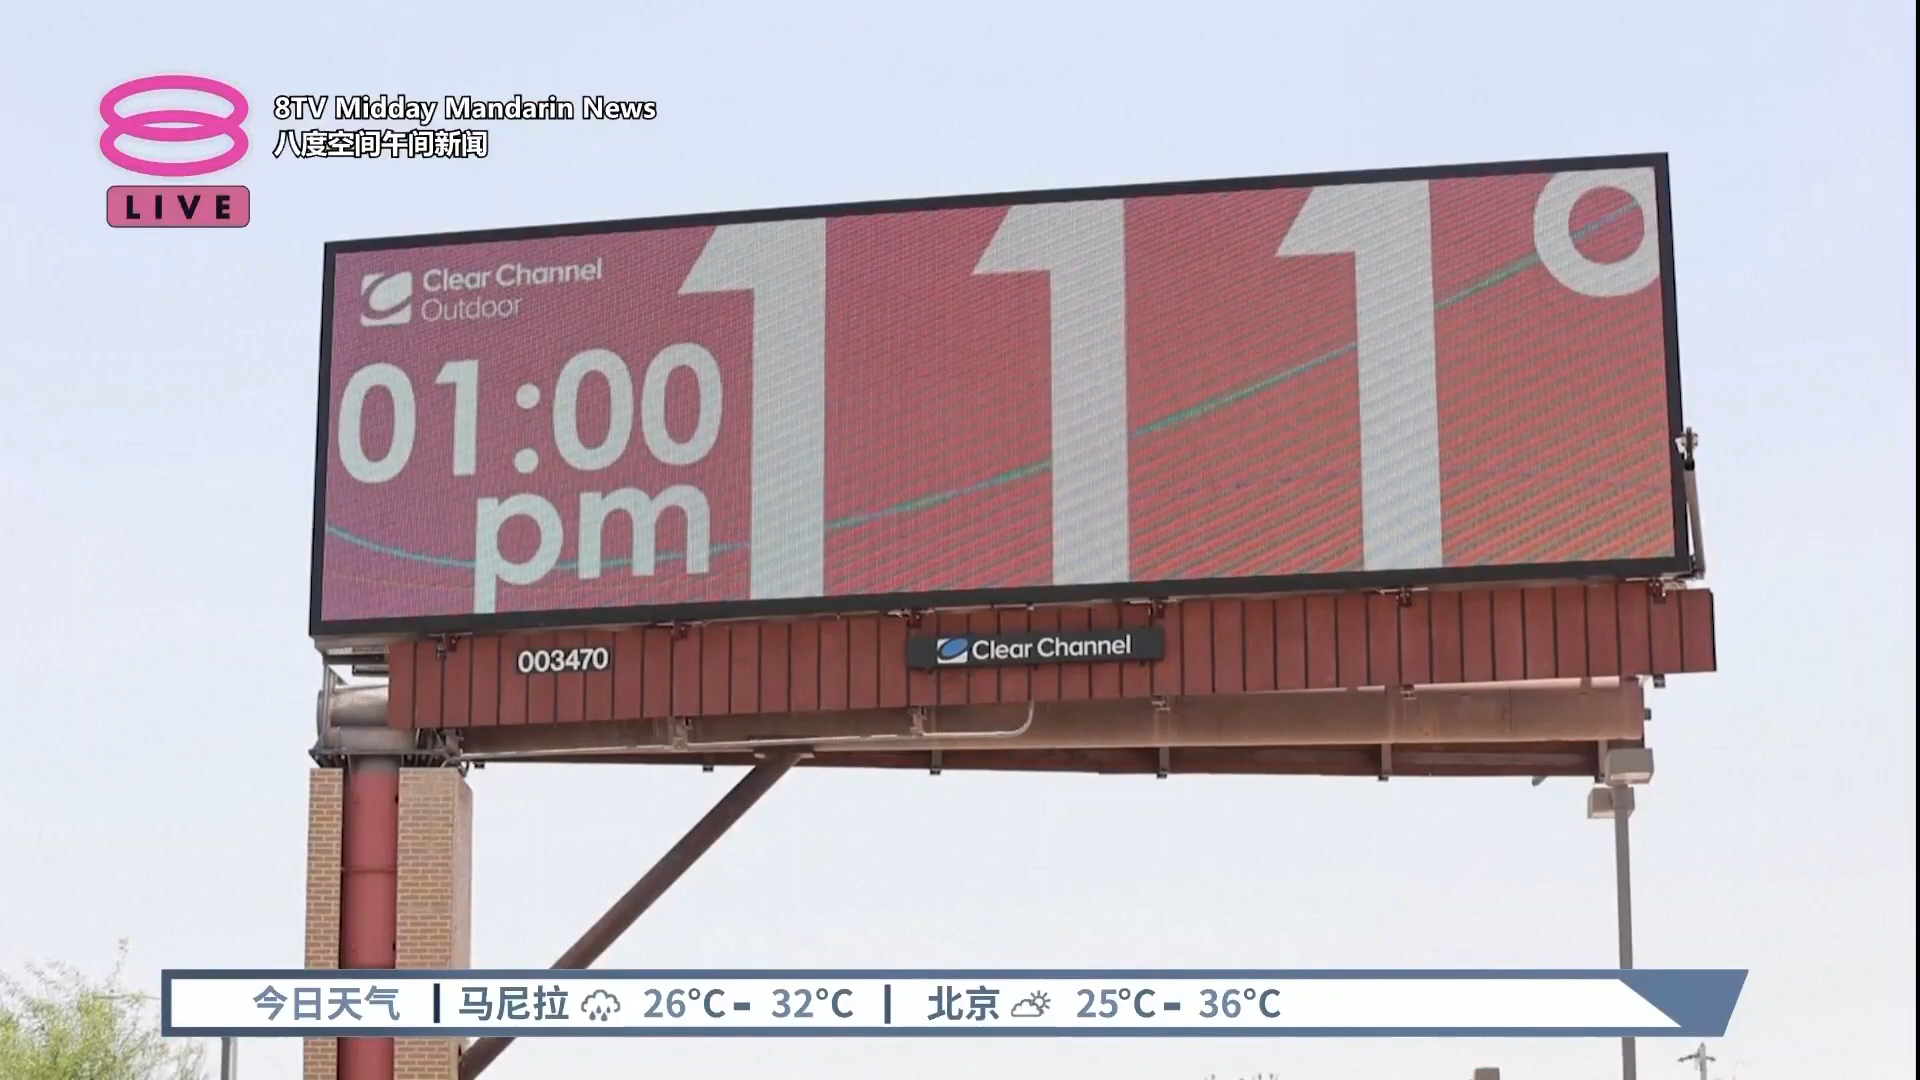 8TV Midday Mandarin News
八度空间午间新闻
LIVE
Clear Channel
Outdoor
01:00
pm
111°
003470
Clear Channel
今日天气 | 马尼拉 26°C - 32°C | 北京 25°C - 36°C